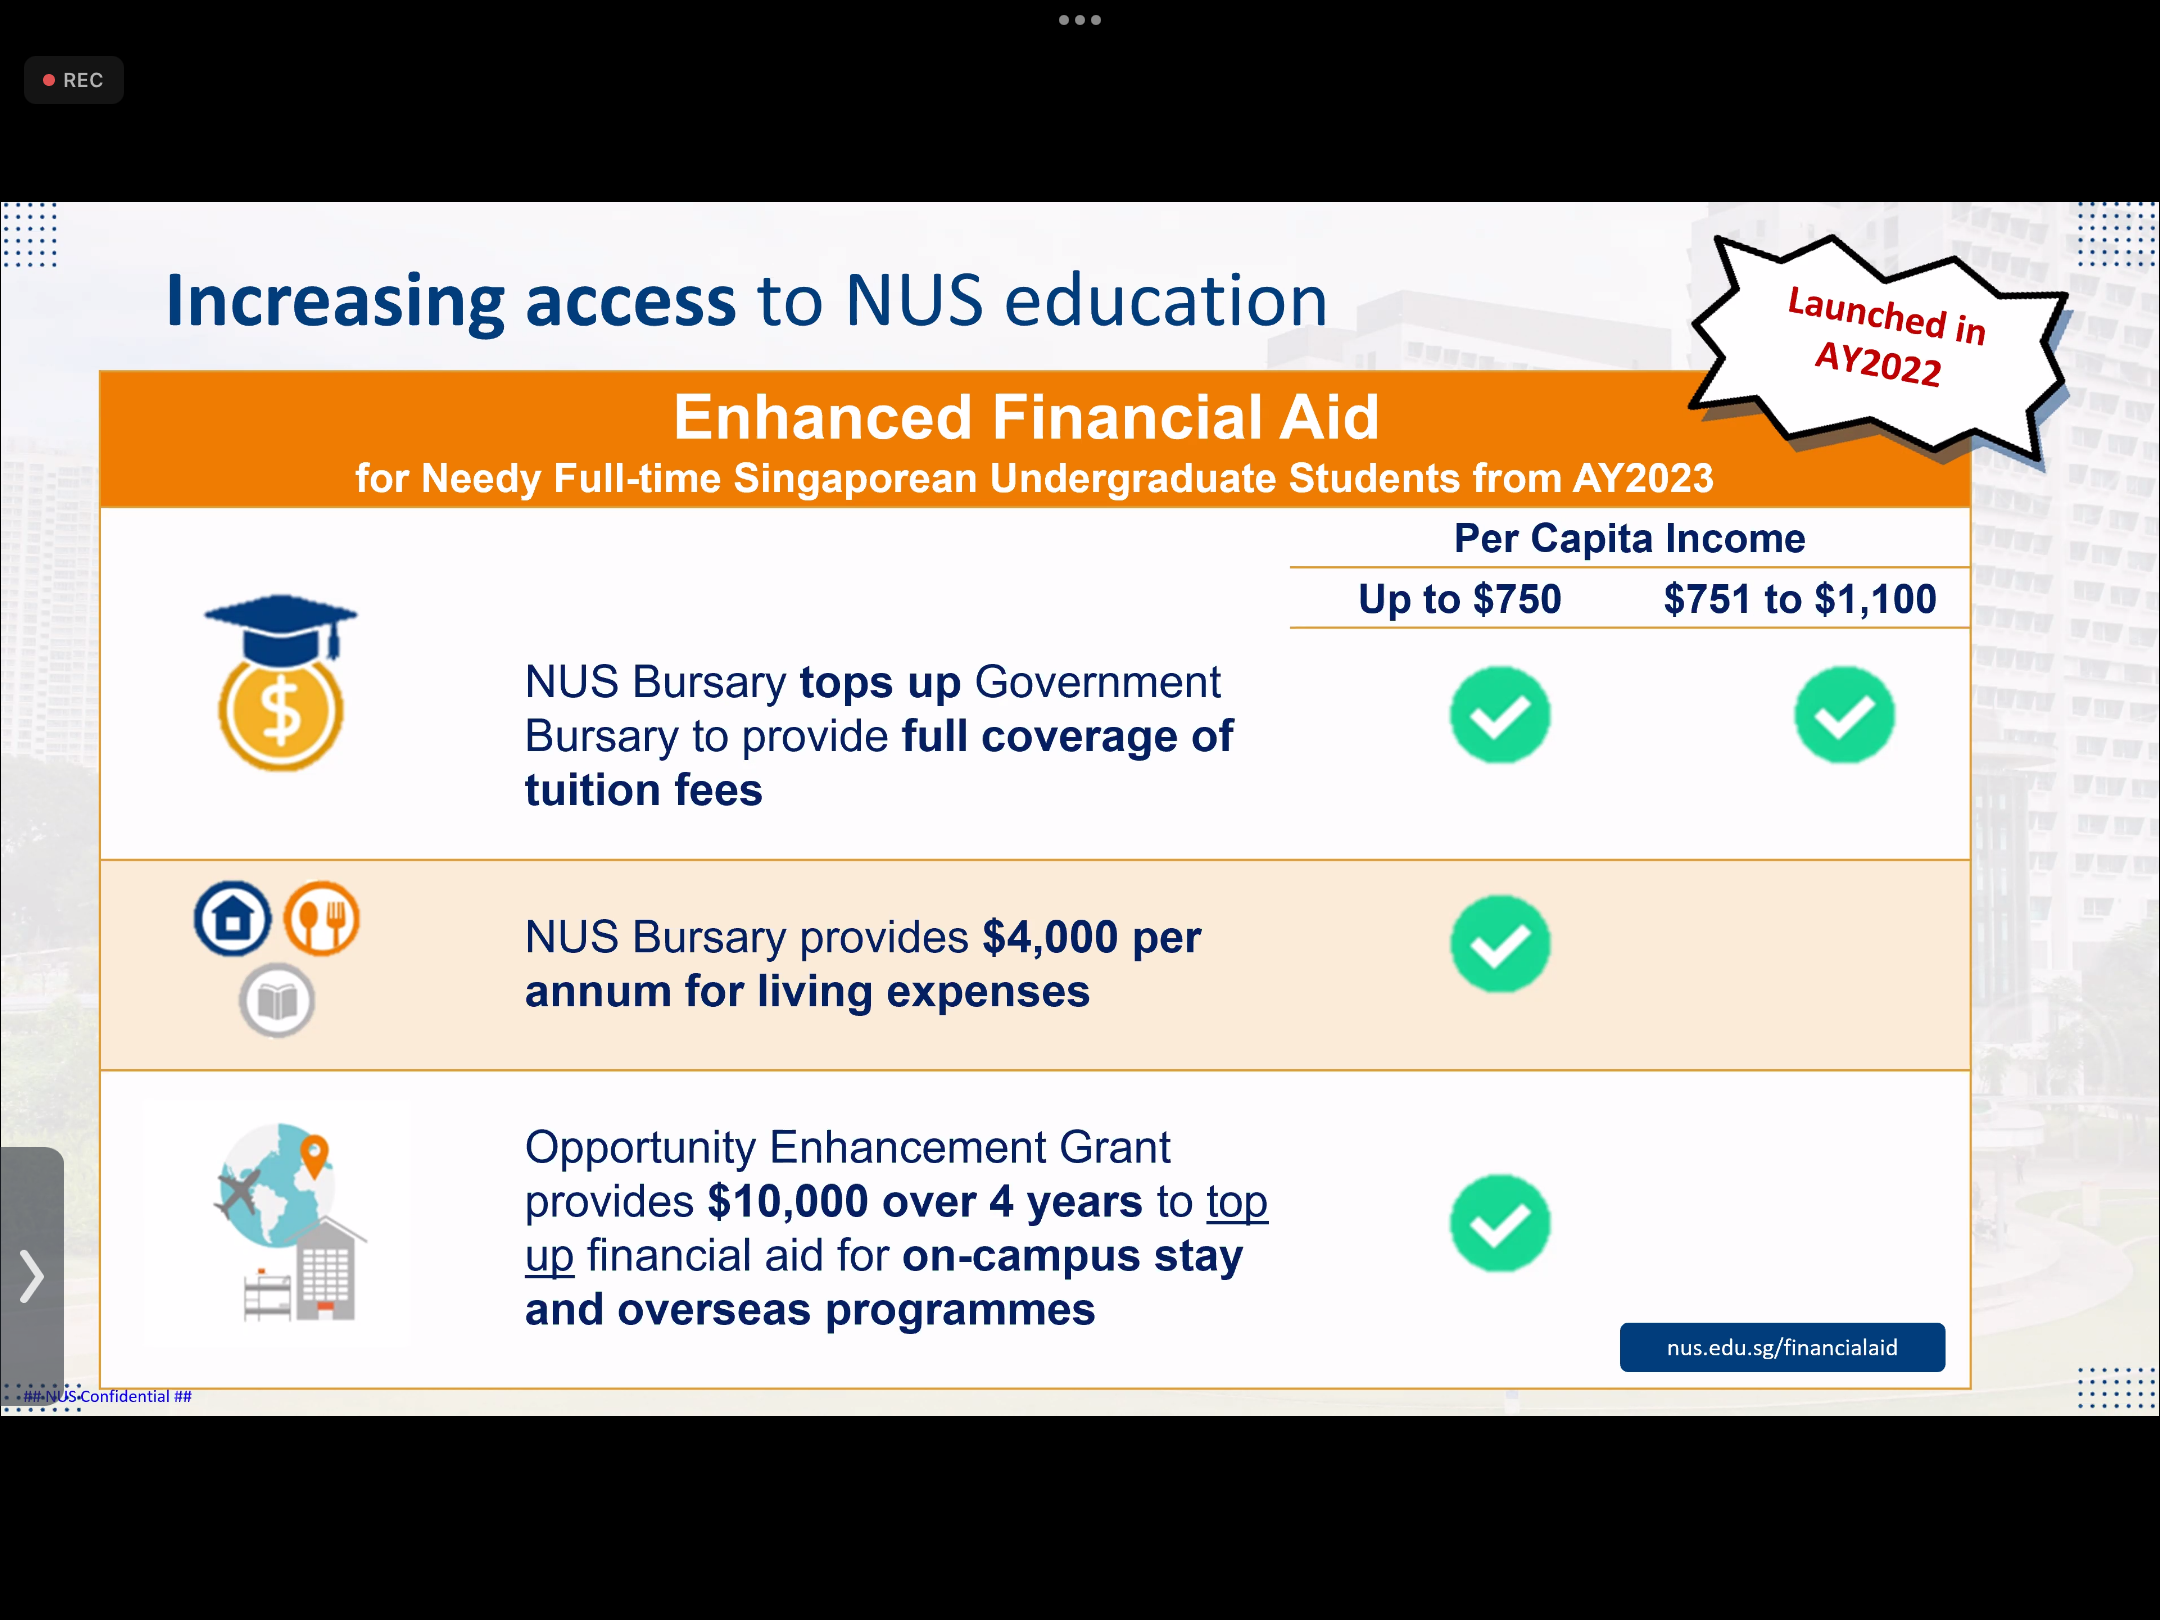 REC
Increasing access to NUS education
Launched in
AY2022
Enhanced Financial Aid
for Needy Full-time Singaporean Undergraduate Students from AY2023
Per Capita Income
Up to $750
$751 to $1,100
NUS Bursary tops up Government
Bursary to provide full coverage of
tuition fees
NUS Bursary provides $4,000 per
annum for living expenses
Opportunity Enhancement Grant
provides $10,000 over 4 years to top
up financial aid for on-campus stay
and overseas programmes
nus.edu.sg/financialaid
## NUS Confidential ##